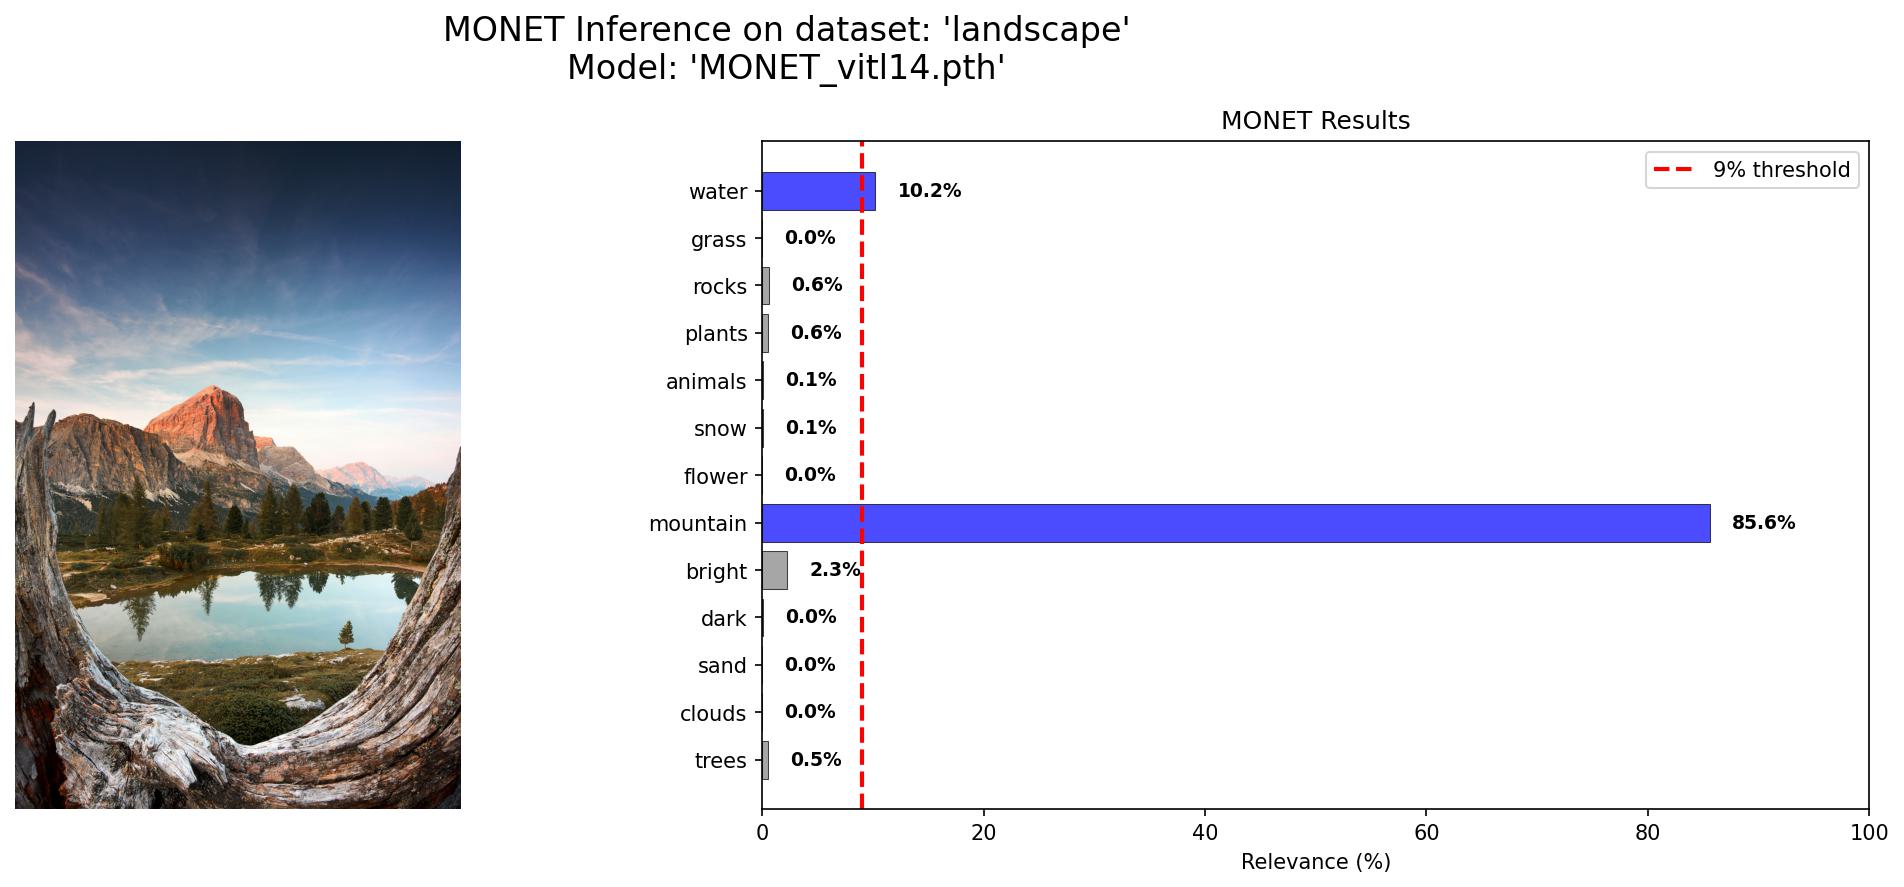 MONET Inference on dataset: 'landscape'
Model: 'MONET_vitl14.pth'
MONET Results
9% threshold
water 10.2%
grass 0.0%
rocks 0.6%
plants 0.6%
animals 0.1%
snow 0.1%
flower 0.0%
mountain 85.6%
bright 2.3%
dark 0.0%
sand 0.0%
clouds 0.0%
trees 0.5%
0 20 40 60 80 100
Relevance (%)